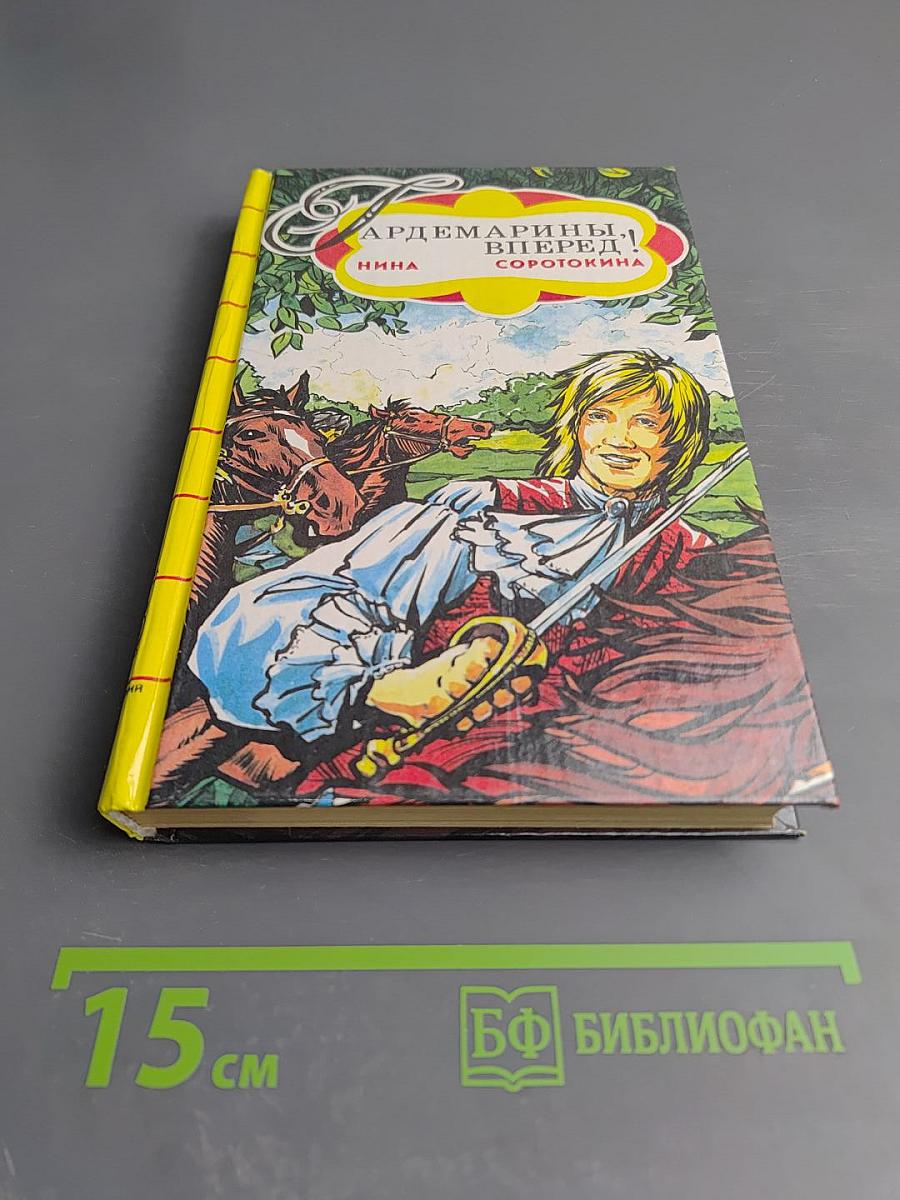 ГАРДЕМАРИНЫ,
ВПЕРЕД!
НИНА СОРОТОКИНА
15 см
БФ БИБЛИОФАН